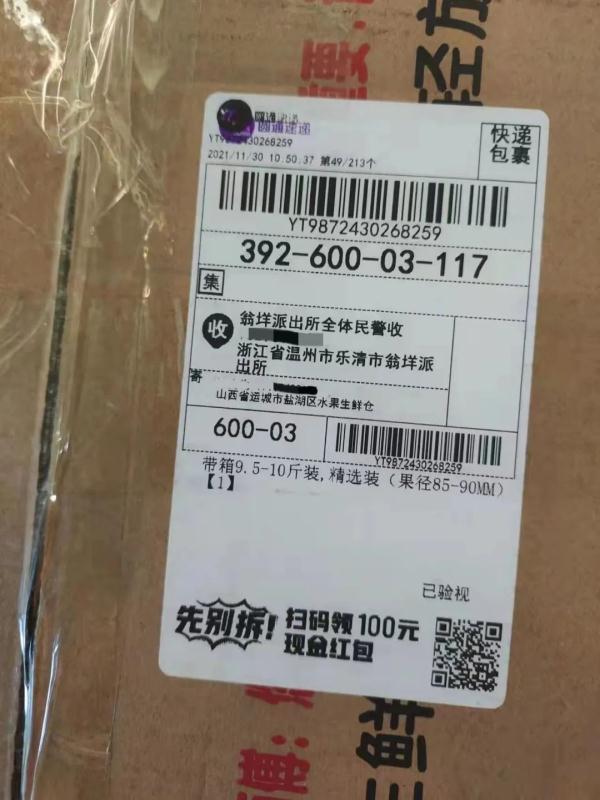 圆通速递
YT9872430268259
2021/11/30 10:50:37 第49/213个
快递
包裹
YT9872430268259
392-600-03-117
集
收
翁垟派出所全体民警收
浙江省温州市乐清市翁垟派
出所
寄
山西省运城市盐湖区水果生鲜仓
600-03
YT9872430268259
带箱9.5-10斤装,精选装(果径85-90MM)
【1】
已验视
先别拆!
扫码领100元
现金红包